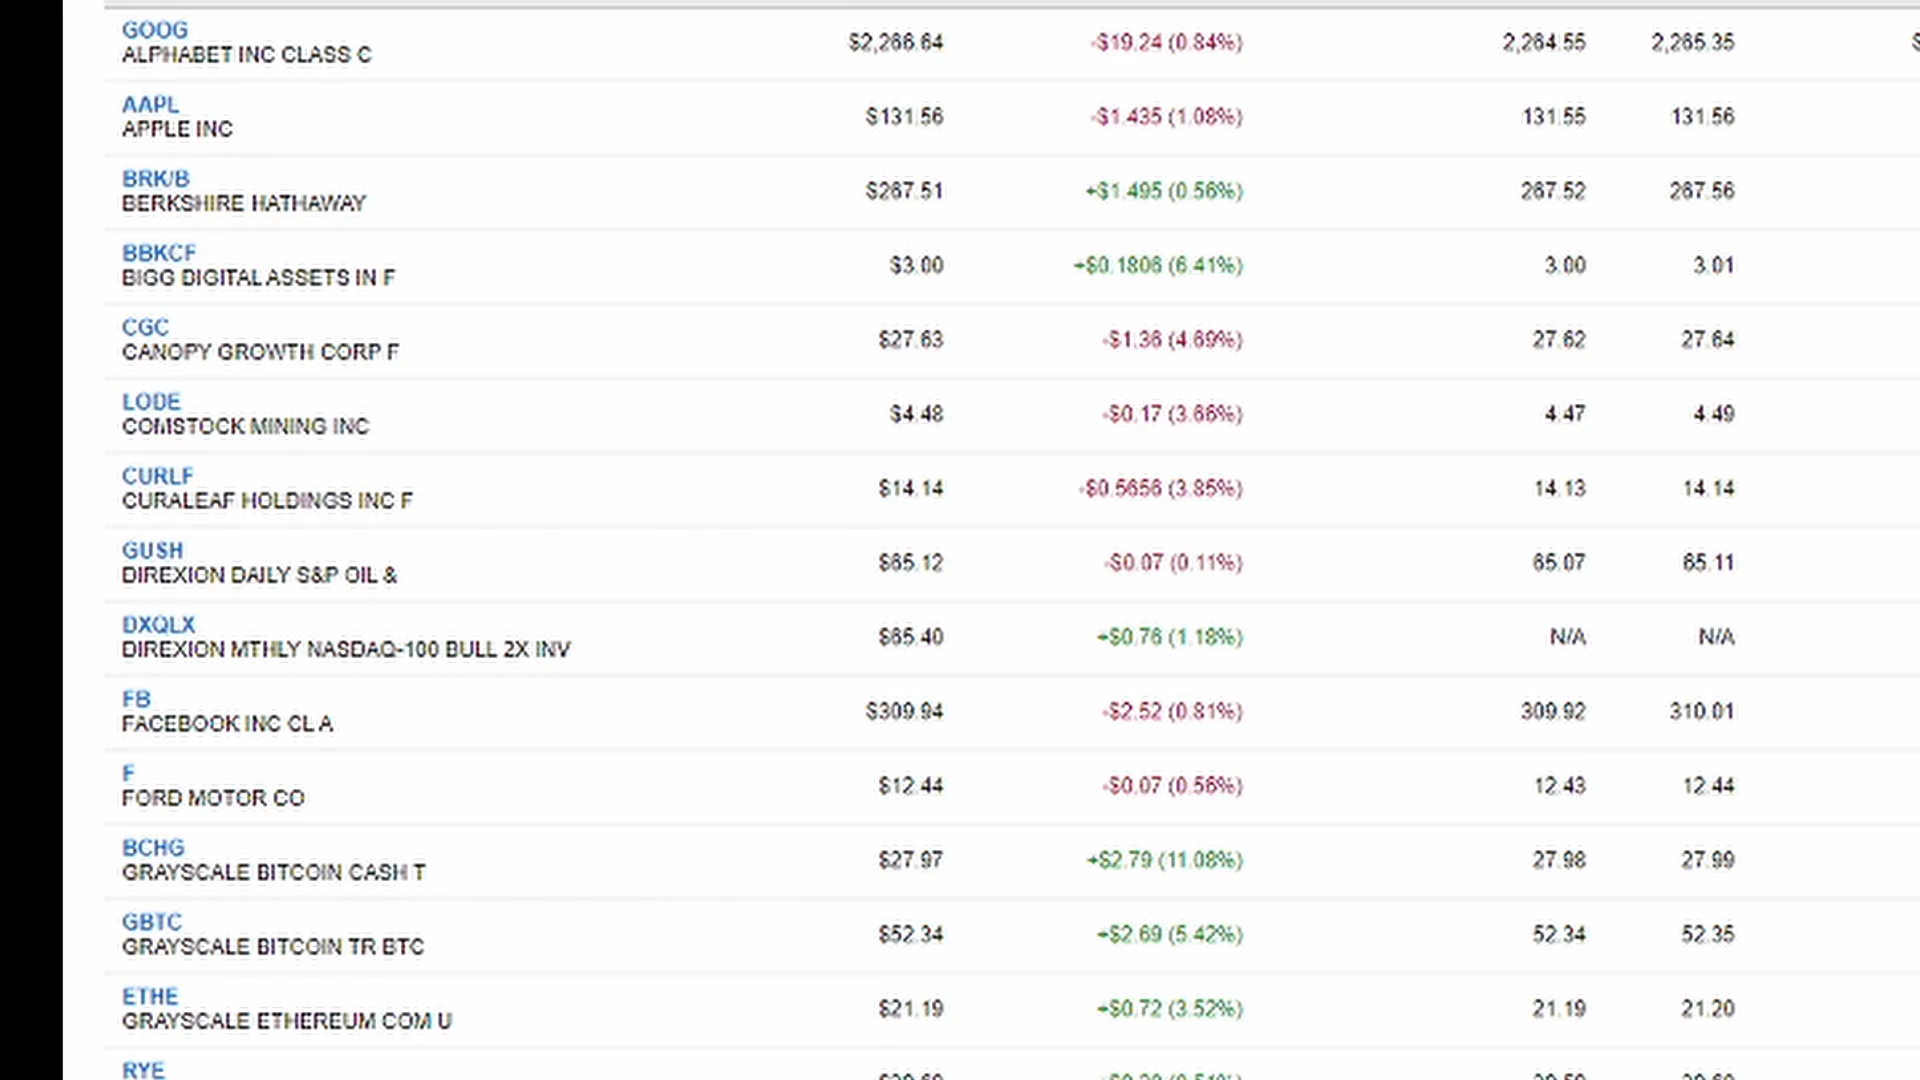 GOOG
ALPHABET INC CLASS C
$2,266.64 -$19.24 (0.84%) 2,264.55 2,265.35
AAPL
APPLE INC
$131.56 -$1.435 (1.08%) 131.55 131.56
BRK/B
BERKSHIRE HATHAWAY
$267.51 +$1.495 (0.56%) 267.52 267.56
BBKCF
BIGG DIGITAL ASSETS IN F
$3.00 +$0.1806 (6.41%) 3.00 3.01
CGC
CANOPY GROWTH CORP F
$27.63 -$1.36 (4.69%) 27.62 27.64
LODE
COMSTOCK MINING INC
$4.48 -$0.17 (3.66%) 4.47 4.49
CURLF
CURALEAF HOLDINGS INC F
$14.14 -$0.5656 (3.85%) 14.13 14.14
GUSH
DIREXION DAILY S&P OIL &
$65.12 -$0.07 (0.11%) 65.07 65.11
DXQLX
DIREXION MTHLY NASDAQ-100 BULL 2X INV
$65.40 +$0.76 (1.18%) N/A N/A
FB
FACEBOOK INC CL A
$309.94 -$2.52 (0.81%) 309.92 310.01
F
FORD MOTOR CO
$12.44 -$0.07 (0.56%) 12.43 12.44
BCHG
GRAYSCALE BITCOIN CASH T
$27.97 +$2.79 (11.08%) 27.98 27.99
GBTC
GRAYSCALE BITCOIN TR BTC
$52.34 +$2.69 (5.42%) 52.34 52.35
ETHE
GRAYSCALE ETHEREUM COM U
$21.19 +$0.72 (3.52%) 21.19 21.20
RYE